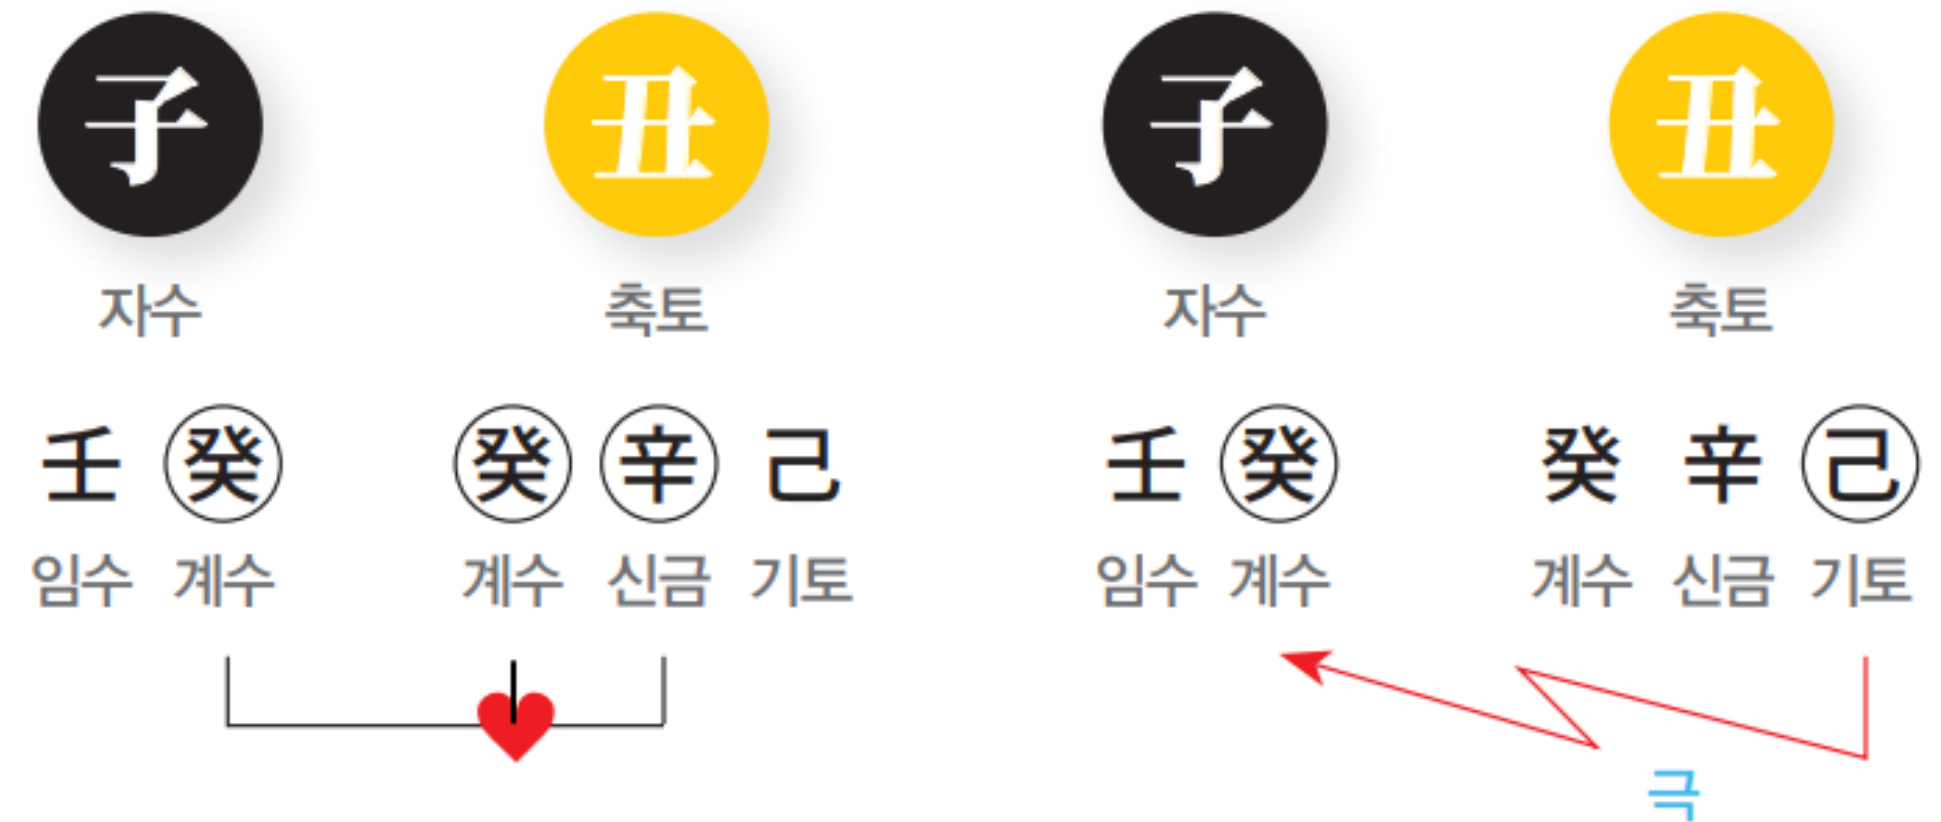 子 丑 子 丑
자수 축토 자수 축토
壬 癸 癸 辛 己 壬 癸 癸 辛 己
임수 계수 계수 신금 기토 임수 계수 계수 신금 기토
극